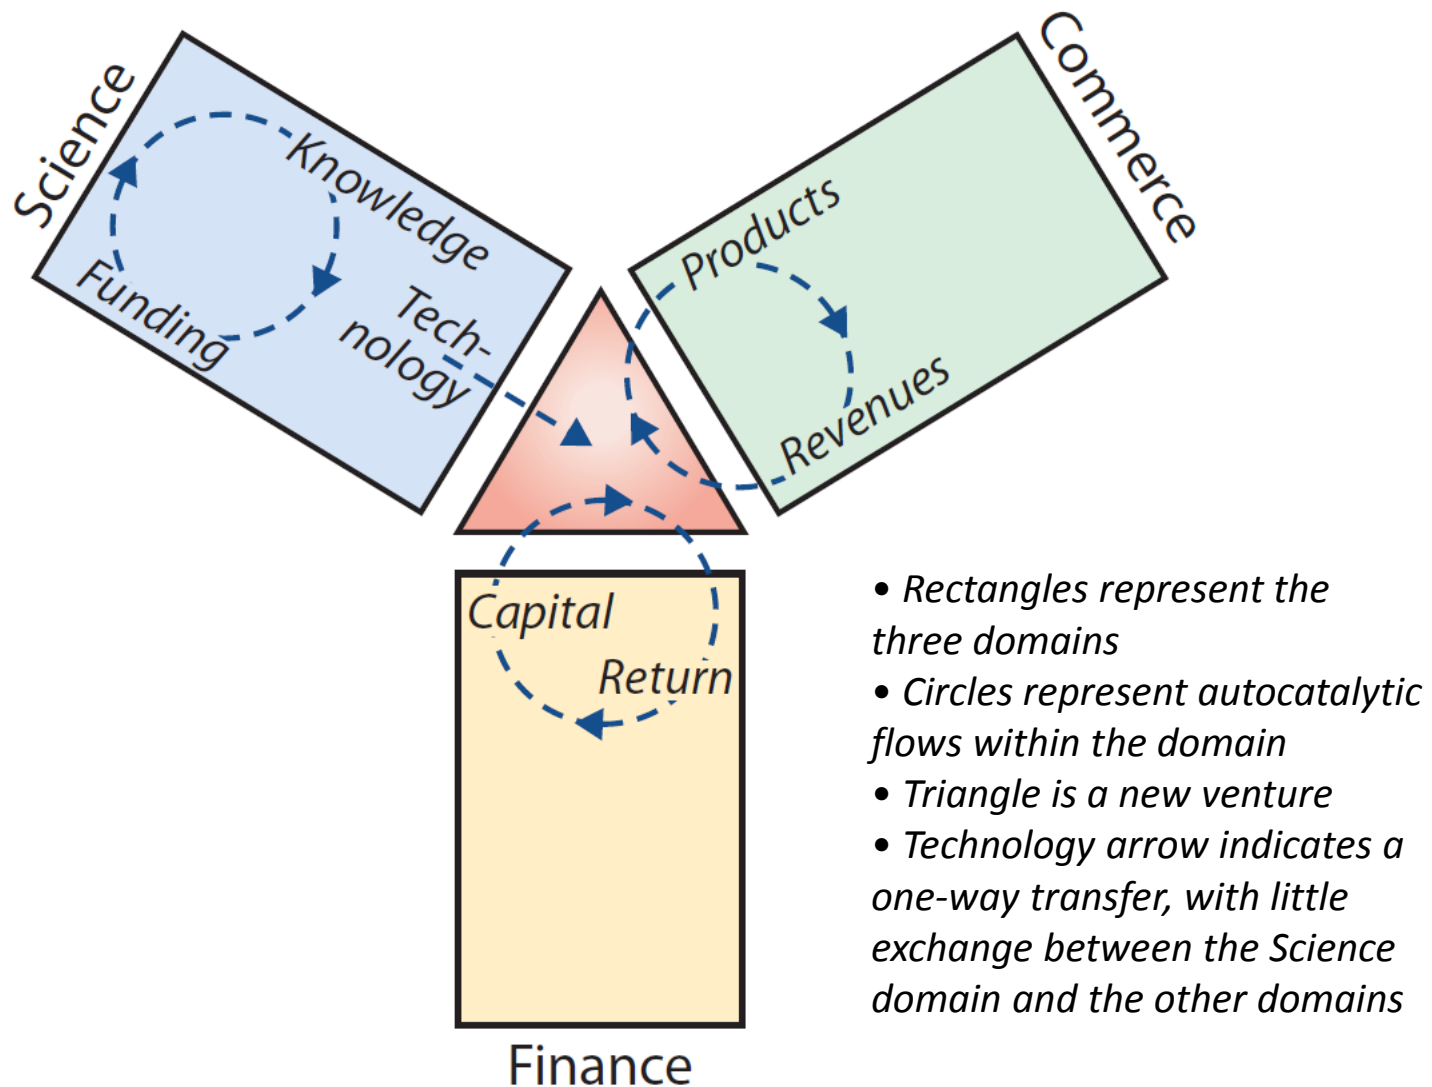 Science
Knowledge
Funding
Tech-
nology
Commerce
Products
Revenues
Capital
Return
Finance
• Rectangles represent the
three domains
• Circles represent autocatalytic
flows within the domain
• Triangle is a new venture
• Technology arrow indicates a
one-way transfer, with little
exchange between the Science
domain and the other domains